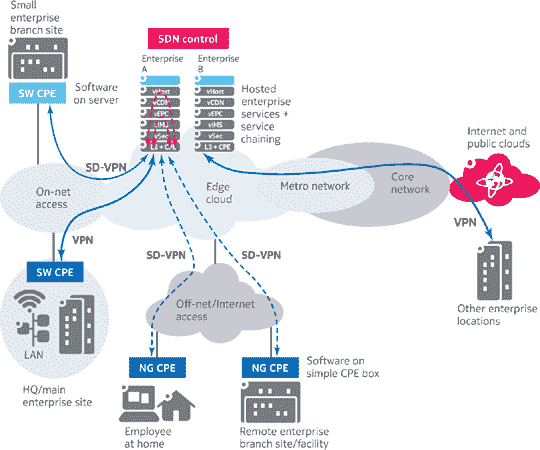 Small
enterprise
branch site
SW CPE
Software
on server
SDN control
Enterprise
A
Enterprise
B
vHost
vCDN
vEPC
vIMS
vSec
L3 + CPE
vHost
vCDN
vEPC
vIMS
vSec
L3 + CPE
Hosted
enterprise
services +
service
chaining
SD-VPN
On-net
access
Edge
cloud
Metro network
Core
network
Internet and
public clouds
VPN
VPN
SD-VPN
SD-VPN
SW CPE
LAN
HQ/main
enterprise site
Off-net/Internet
access
Other enterprise
locations
NG CPE
NG CPE
Software on
simple CPE box
Employee
at home
Remote enterprise
branch site/facility